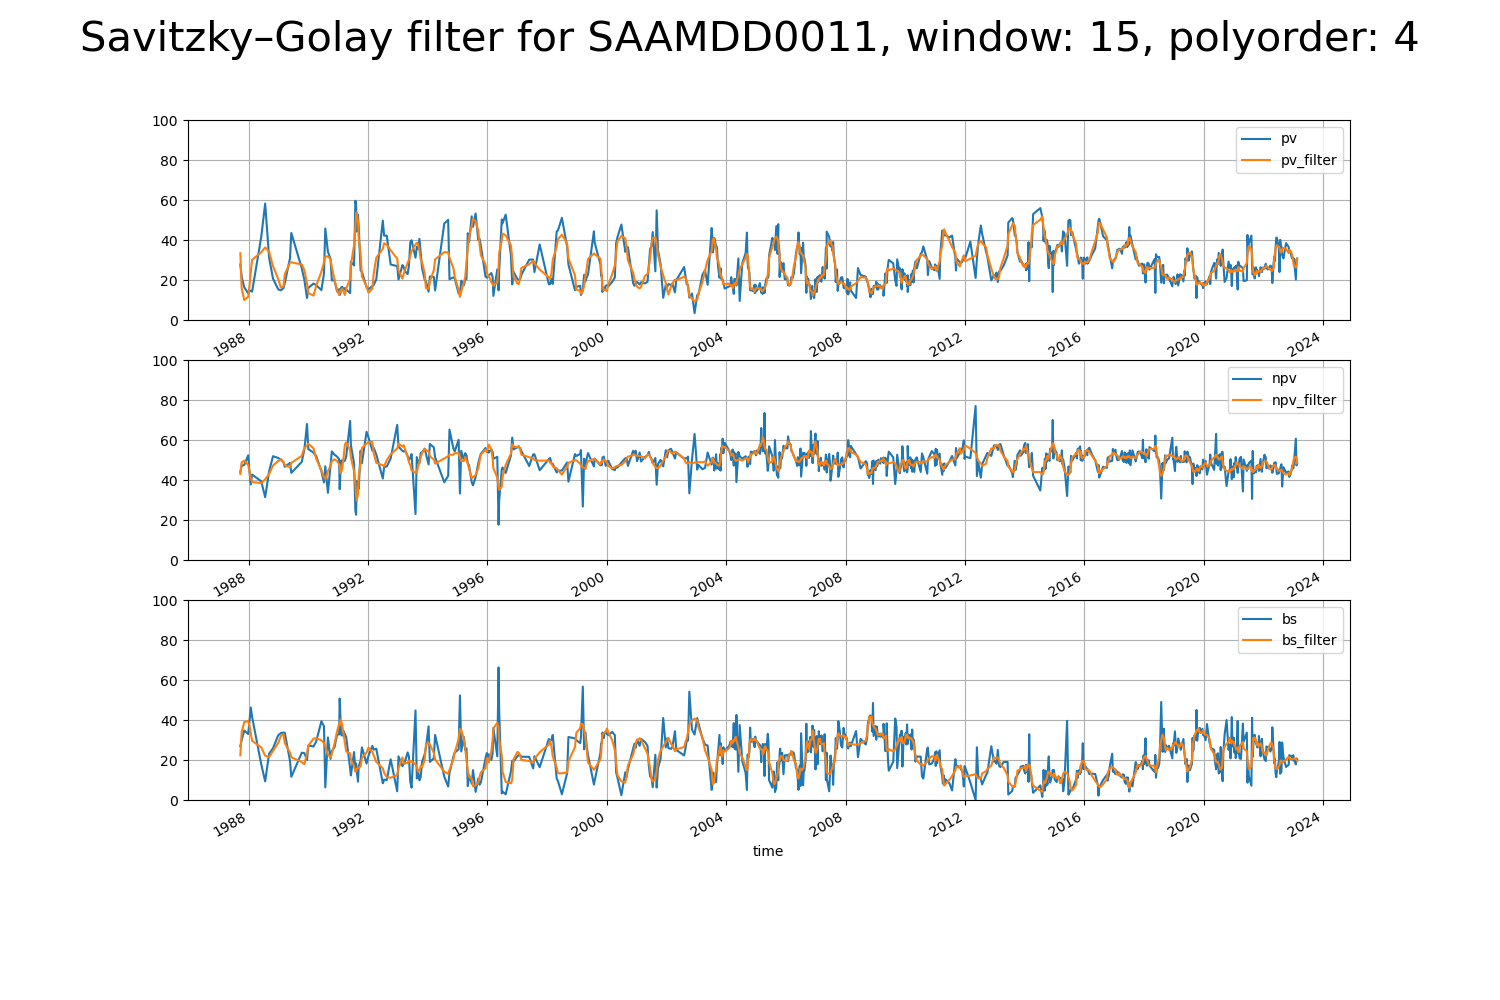 Savitzky–Golay filter for SAAMDD0011, window: 15, polyorder: 4
100
80
60
40
20
0
pv
pv_filter
1988 1992 1996 2000 2004 2008 2012 2016 2020 2024
100
80
60
40
20
0
npv
npv_filter
1988 1992 1996 2000 2004 2008 2012 2016 2020 2024
100
80
60
40
20
0
bs
bs_filter
1988 1992 1996 2000 2004 2008 2012 2016 2020 2024
time